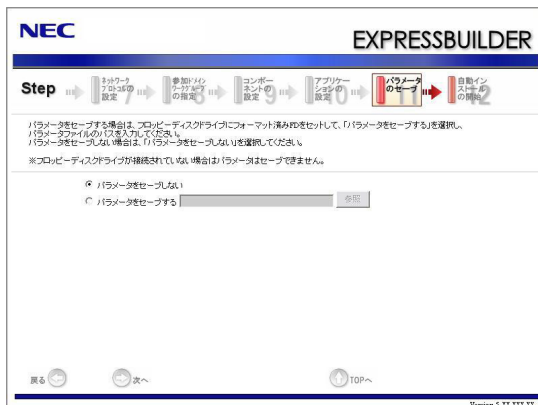 NEC
EXPRESSBUILDER
Step
ネットワーク
プロトコルの
設定 7
参加ドメイン
ワークグループ
の指定 8
コンポー
ネントの
設定 9
アプリケー
ションの
設定 10
パラメータ
のセーブ 11
自動イン
ストール
の開始 12
パラメータをセーブする場合は、フロッピーディスクドライブにフォーマット済みFDをセットして、「パラメータをセーブする」を選択し、
パラメータファイルのパスを入力してください。
パラメータをセーブしない場合は、「パラメータをセーブしない」を選択してください。
※フロッピーディスクドライブが接続されていない場合はパラメータはセーブできません。
パラメータをセーブしない
パラメータをセーブする 参照
戻る
次へ
TOPへ